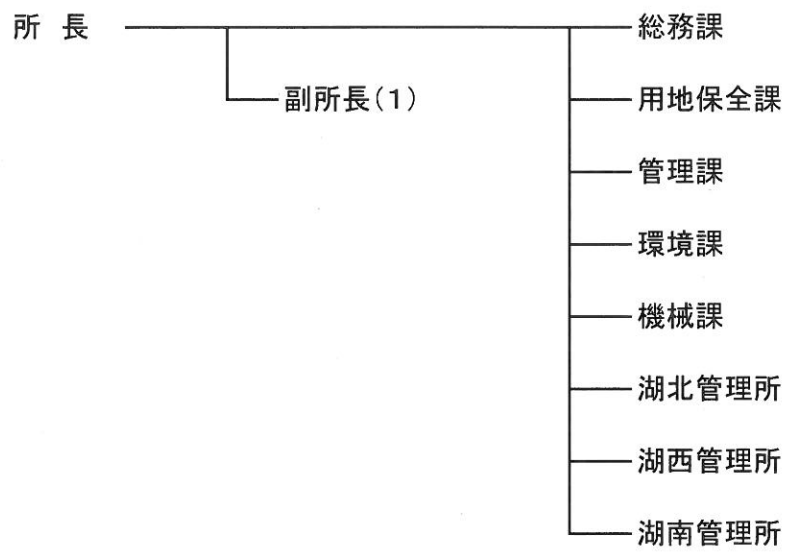 所 長
総務課
副所長(1)
用地保全課
管理課
環境課
機械課
湖北管理所
湖西管理所
湖南管理所